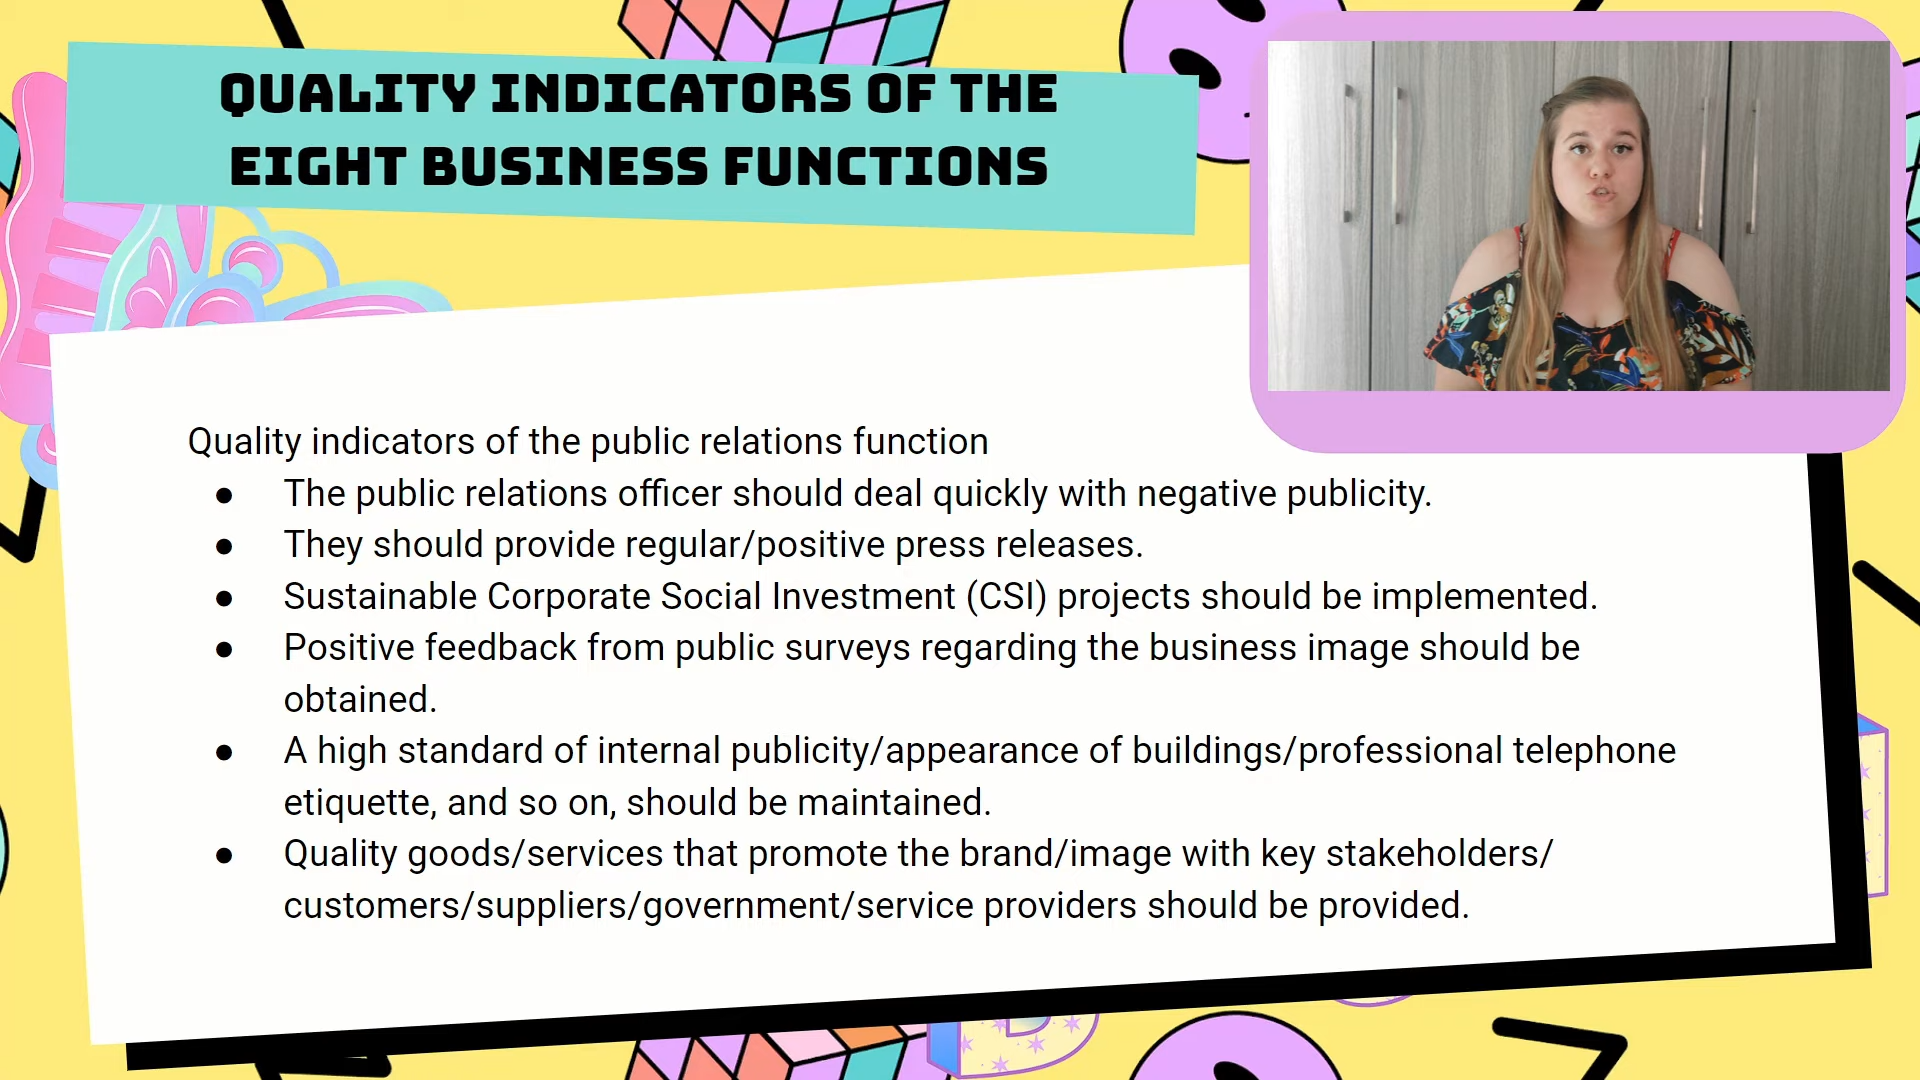 QUALITY INDICATORS OF THE
EIGHT BUSINESS FUNCTIONS
Quality indicators of the public relations function
● The public relations officer should deal quickly with negative publicity.
● They should provide regular/positive press releases.
● Sustainable Corporate Social Investment (CSI) projects should be implemented.
● Positive feedback from public surveys regarding the business image should be
obtained.
● A high standard of internal publicity/appearance of buildings/professional telephone
etiquette, and so on, should be maintained.
● Quality goods/services that promote the brand/image with key stakeholders/
customers/suppliers/government/service providers should be provided.